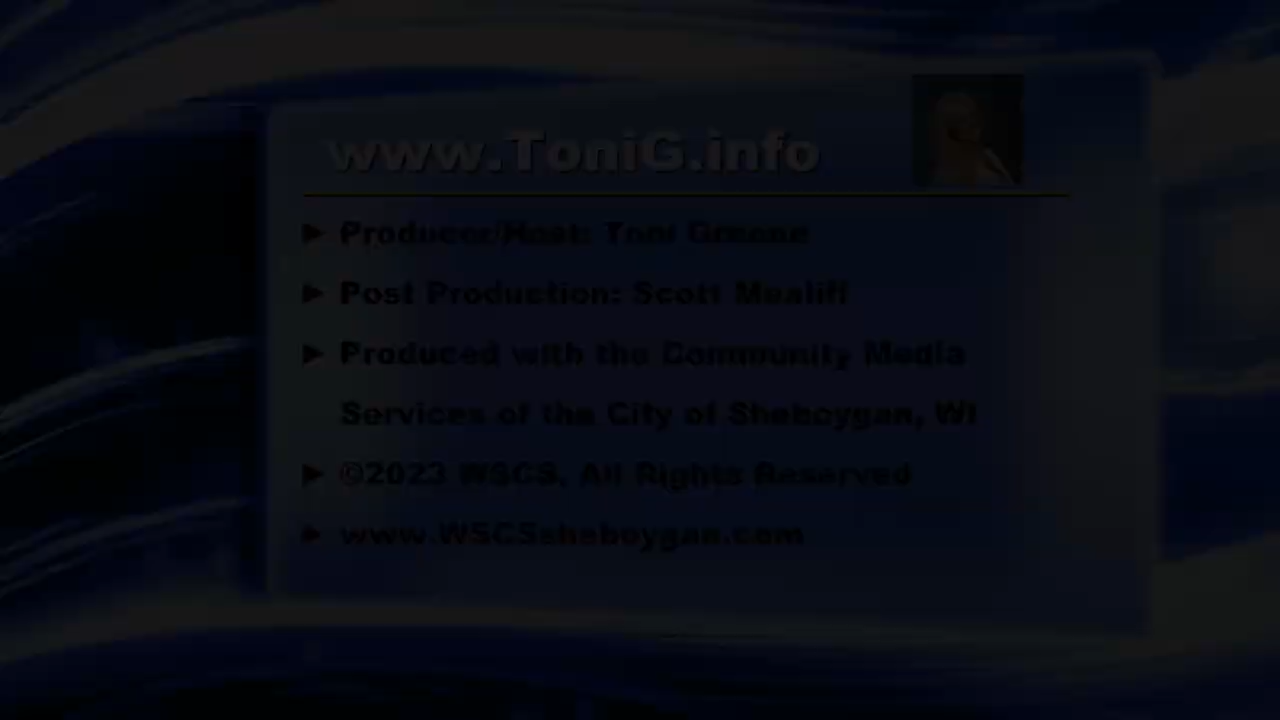 www.ToniG.info
► Producer/Host: Toni Greene
► Post Production: Scott Mealiff
► Produced with the Community Media
Services of the City of Sheboygan, WI
► ©2023 WSCS, All Rights Reserved
► www.WSCSsheboygan.com